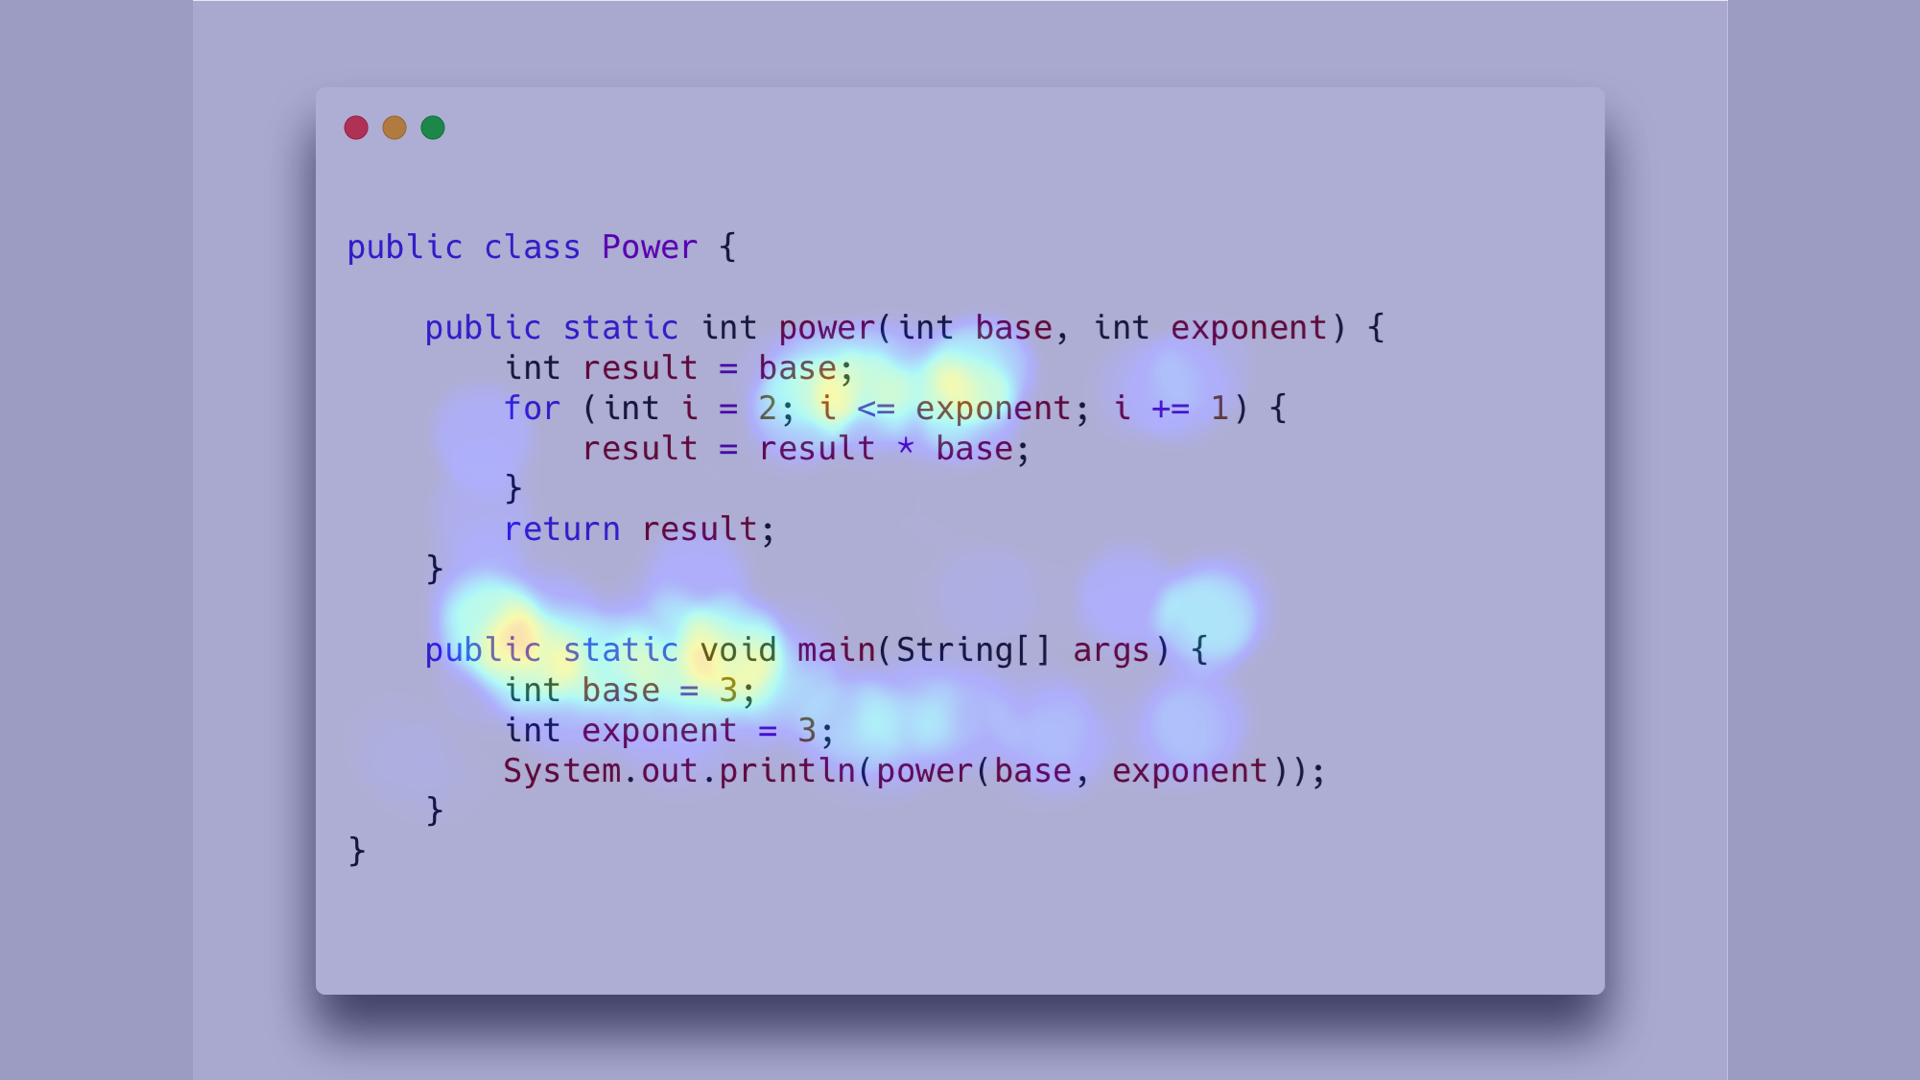 public class Power {
    public static int power(int base, int exponent) {
        int result = base;
        for (int i = 2; i <= exponent; i += 1) {
            result = result * base;
        }
        return result;
    }
    public static void main(String[] args) {
        int base = 3;
        int exponent = 3;
        System.out.println(power(base, exponent));
    }
}